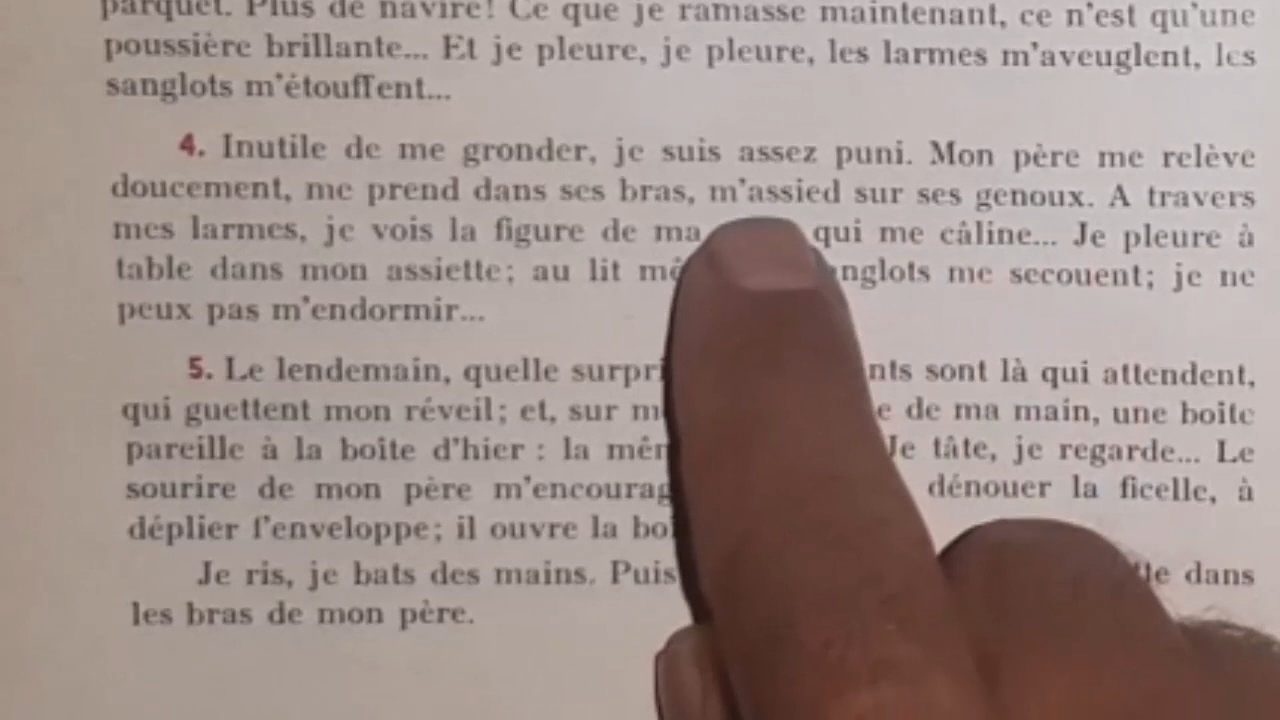 parquet. Plus de navire! Ce que je ramasse maintenant, ce n'est qu'une
poussière brillante... Et je pleure, je pleure, les larmes m'aveuglent, les
sanglots m'étouffent...
4. Inutile de me gronder, je suis assez puni. Mon père me relève
doucement, me prend dans ses bras, m'assied sur ses genoux. A travers
mes larmes, je vois la figure de ma qui me câline... Je pleure à
table dans mon assiette; au lit me secouent; je ne
peux pas m'endormir...
5. Le lendemain, quelle sont là qui attendent,
qui guettent mon réveil; et, sur de ma main, une boîte
pareille à la boîte d'hier : la Je tâte, je regarde... Le
sourire de mon père dénouer la ficelle, à
déplier l'enveloppe; il ouvre la
Je ris, je bats des mains. Puis dans
les bras de mon père.